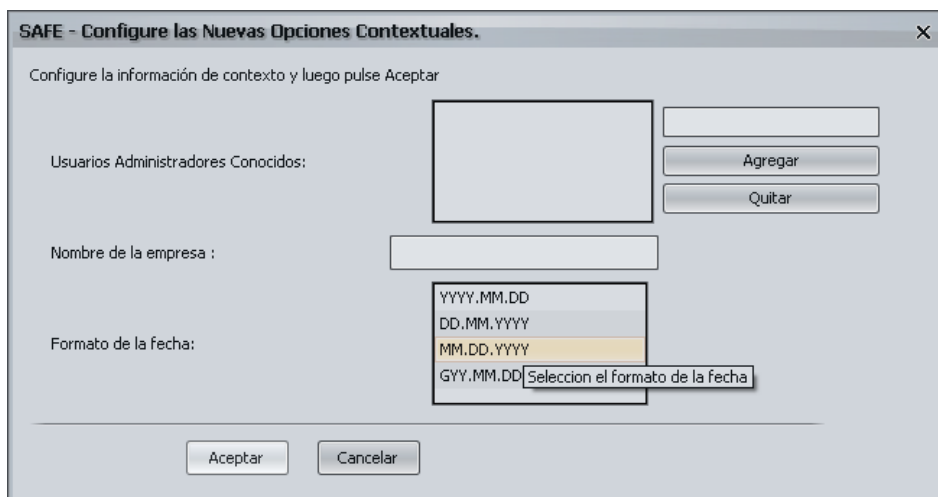 SAFE - Configure las Nuevas Opciones Contextuales.
Configure la información de contexto y luego pulse Aceptar
Usuarios Administradores Conocidos:
Agregar
Quitar
Nombre de la empresa :
Formato de la fecha:
YYYY.MM.DD
DD.MM.YYYY
MM.DD.YYYY
GYY.MM.DD
Seleccion el formato de la fecha
Aceptar
Cancelar